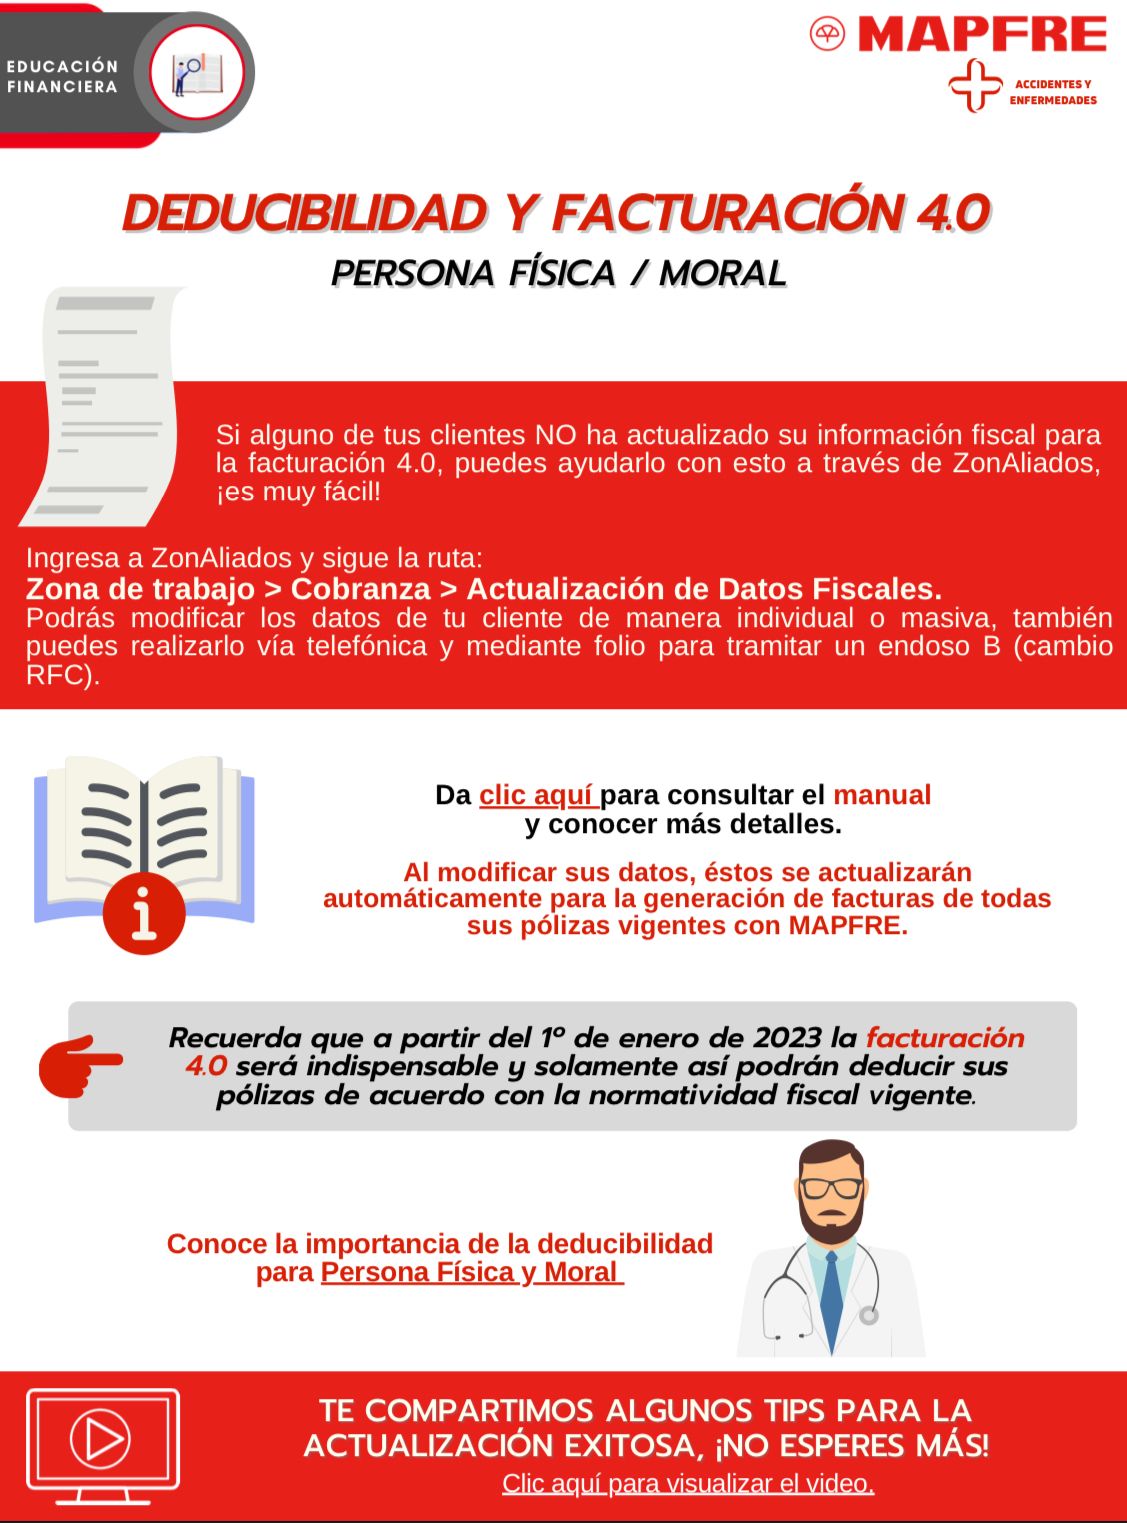 EDUCACIÓN
FINANCIERA
MAPFRE
ACCIDENTES Y
ENFERMEDADES
DEDUCIBILIDAD Y FACTURACIÓN 4.0
PERSONA FÍSICA / MORAL
Si alguno de tus clientes NO ha actualizado su información fiscal para
la facturación 4.0, puedes ayudarlo con esto a través de ZonAliados,
¡es muy fácil!
Ingresa a ZonAliados y sigue la ruta:
Zona de trabajo > Cobranza > Actualización de Datos Fiscales.
Podrás modificar los datos de tu cliente de manera individual o masiva, también
puedes realizarlo vía telefónica y mediante folio para tramitar un endoso B (cambio
RFC).
Da clic aquí para consultar el manual
y conocer más detalles.
Al modificar sus datos, éstos se actualizarán
automáticamente para la generación de facturas de todas
sus pólizas vigentes con MAPFRE.
Recuerda que a partir del 1º de enero de 2023 la facturación
4.0 será indispensable y solamente así podrán deducir sus
pólizas de acuerdo con la normatividad fiscal vigente.
Conoce la importancia de la deducibilidad
para Persona Física y Moral
TE COMPARTIMOS ALGUNOS TIPS PARA LA
ACTUALIZACIÓN EXITOSA, ¡NO ESPERES MÁS!
Clic aquí para visualizar el video.